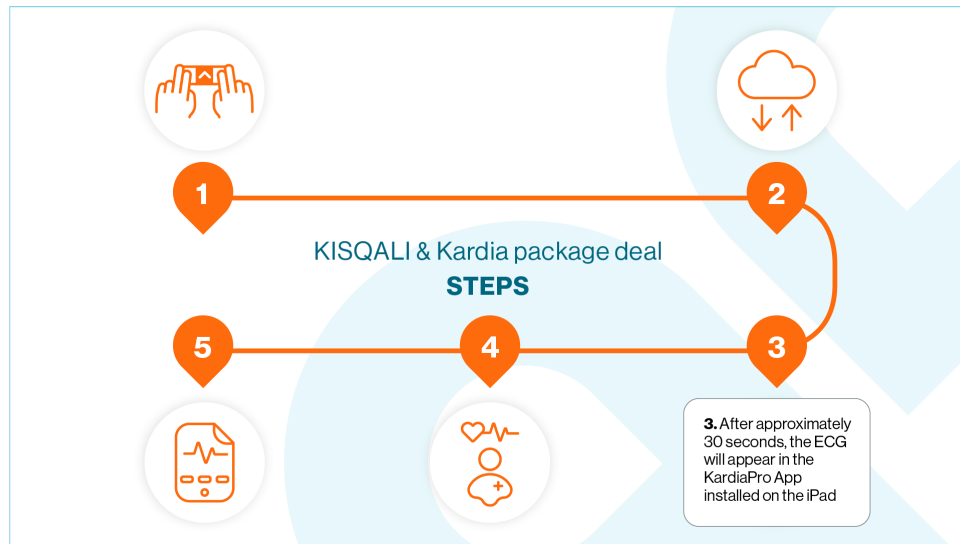 1
2
KISQALI & Kardia package deal
STEPS
5
4
3
3. After approximately
30 seconds, the ECG
will appear in the
KardiaPro App
installed on the iPad